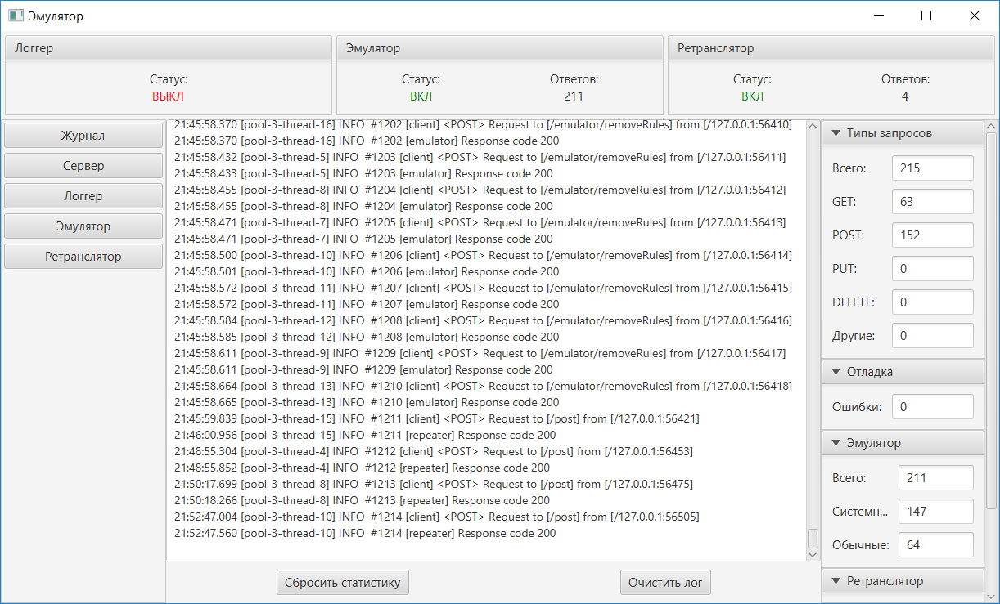 Эмулятор
Логгер
Статус:
ВЫКЛ
Эмулятор
Статус:
ВКЛ
Ответов:
211
Ретранслятор
Статус:
ВКЛ
Ответов:
4
Журнал
Сервер
Логгер
Эмулятор
Ретранслятор
21:45:58.370 [pool-3-thread-16] INFO #1202 [client] <POST> Request to [/emulator/removeRules] from [/127.0.0.1:56410]
21:45:58.370 [pool-3-thread-16] INFO #1202 [emulator] Response code 200
21:45:58.432 [pool-3-thread-5] INFO #1203 [client] <POST> Request to [/emulator/removeRules] from [/127.0.0.1:56411]
21:45:58.433 [pool-3-thread-5] INFO #1203 [emulator] Response code 200
21:45:58.455 [pool-3-thread-8] INFO #1204 [client] <POST> Request to [/emulator/removeRules] from [/127.0.0.1:56412]
21:45:58.455 [pool-3-thread-8] INFO #1204 [emulator] Response code 200
21:45:58.471 [pool-3-thread-7] INFO #1205 [client] <POST> Request to [/emulator/removeRules] from [/127.0.0.1:56413]
21:45:58.471 [pool-3-thread-7] INFO #1205 [emulator] Response code 200
21:45:58.500 [pool-3-thread-10] INFO #1206 [client] <POST> Request to [/emulator/removeRules] from [/127.0.0.1:56414]
21:45:58.501 [pool-3-thread-10] INFO #1206 [emulator] Response code 200
21:45:58.572 [pool-3-thread-11] INFO #1207 [client] <POST> Request to [/emulator/removeRules] from [/127.0.0.1:56415]
21:45:58.572 [pool-3-thread-11] INFO #1207 [emulator] Response code 200
21:45:58.584 [pool-3-thread-12] INFO #1208 [client] <POST> Request to [/emulator/removeRules] from [/127.0.0.1:56416]
21:45:58.585 [pool-3-thread-12] INFO #1208 [emulator] Response code 200
21:45:58.611 [pool-3-thread-9] INFO #1209 [client] <POST> Request to [/emulator/removeRules] from [/127.0.0.1:56417]
21:45:58.611 [pool-3-thread-9] INFO #1209 [emulator] Response code 200
21:45:58.664 [pool-3-thread-13] INFO #1210 [client] <POST> Request to [/emulator/removeRules] from [/127.0.0.1:56418]
21:45:58.665 [pool-3-thread-13] INFO #1210 [emulator] Response code 200
21:45:59.839 [pool-3-thread-15] INFO #1211 [client] <POST> Request to [/post] from [/127.0.0.1:56421]
21:46:00.956 [pool-3-thread-15] INFO #1211 [repeater] Response code 200
21:48:55.304 [pool-3-thread-4] INFO #1212 [client] <POST> Request to [/post] from [/127.0.0.1:56453]
21:48:55.852 [pool-3-thread-4] INFO #1212 [repeater] Response code 200
21:50:17.699 [pool-3-thread-8] INFO #1213 [client] <POST> Request to [/post] from [/127.0.0.1:56475]
21:50:18.266 [pool-3-thread-8] INFO #1213 [repeater] Response code 200
21:52:47.004 [pool-3-thread-10] INFO #1214 [client] <POST> Request to [/post] from [/127.0.0.1:56505]
21:52:47.560 [pool-3-thread-10] INFO #1214 [repeater] Response code 200
Сбросить статистику
Очистить лог
Типы запросов
Всего: 215
GET: 63
POST: 152
PUT: 0
DELETE: 0
Другие: 0
Отладка
Ошибки: 0
Эмулятор
Всего: 211
Системн... 147
Обычные: 64
Ретранслятор